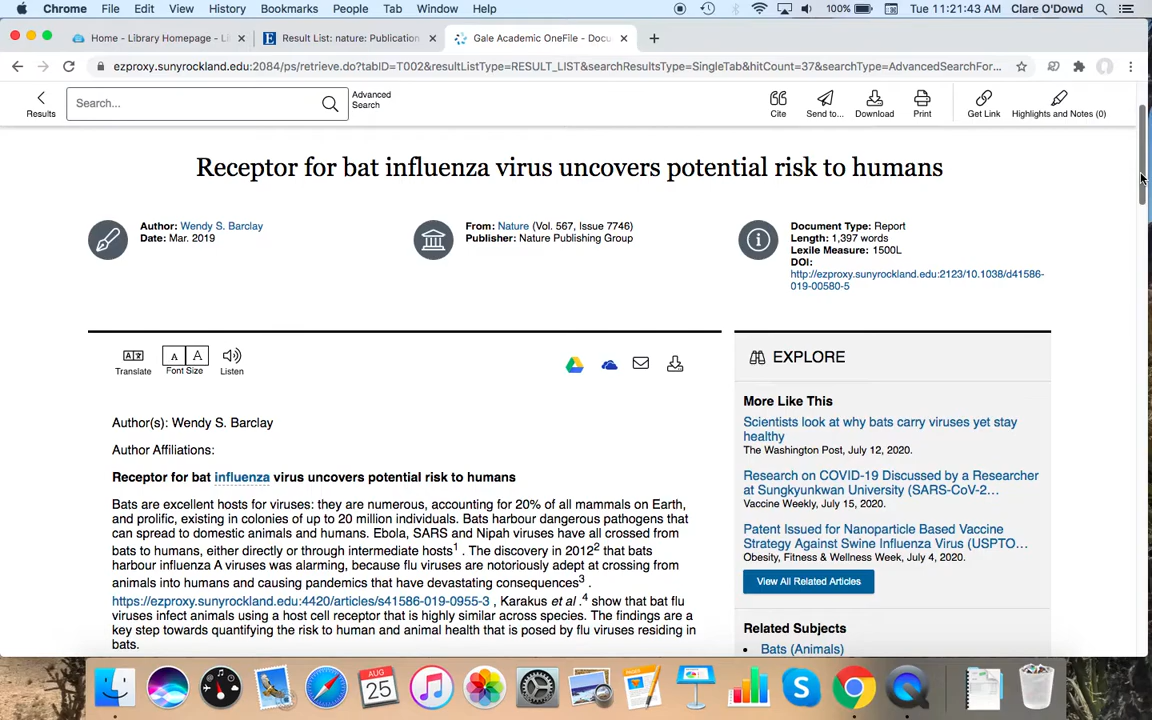 Chrome File Edit View History Bookmarks People Tab Window Help 100% Tue 11:21:43 AM Clare O'Dowd
Home - Library Homepage - Li
Result List: nature: Publication
Gale Academic OneFile - Docu
ezproxy.sunyrockland.edu:2084/ps/retrieve.do?tabID=T002&resultListType=RESULT_LIST&searchResultsType=SingleTab&hitCount=37&searchType=AdvancedSearchFor...
Results
Search...
Advanced
Search
Cite
Send to...
Download
Print
Get Link
Highlights and Notes (0)
Receptor for bat influenza virus uncovers potential risk to humans
Author: Wendy S. Barclay
Date: Mar. 2019
From: Nature (Vol. 567, Issue 7746)
Publisher: Nature Publishing Group
Document Type: Report
Length: 1,397 words
Lexile Measure: 1500L
DOI:
http://ezproxy.sunyrockland.edu:2123/10.1038/d41586-
019-00580-5
Translate
A A
Font Size
Listen
Author(s): Wendy S. Barclay
Author Affiliations:
Receptor for bat influenza virus uncovers potential risk to humans
Bats are excellent hosts for viruses: they are numerous, accounting for 20% of all mammals on Earth,
and prolific, existing in colonies of up to 20 million individuals. Bats harbour dangerous pathogens that
can spread to domestic animals and humans. Ebola, SARS and Nipah viruses have all crossed from
bats to humans, either directly or through intermediate hosts1 . The discovery in 20122 that bats
harbour influenza A viruses was alarming, because flu viruses are notoriously adept at crossing from
animals into humans and causing pandemics that have devastating consequences3 .
https://ezproxy.sunyrockland.edu:4420/articles/s41586-019-0955-3 , Karakus et al .4 show that bat flu
viruses infect animals using a host cell receptor that is highly similar across species. The findings are a
key step towards quantifying the risk to human and animal health that is posed by flu viruses residing in
bats.
EXPLORE
More Like This
Scientists look at why bats carry viruses yet stay
healthy
The Washington Post, July 12, 2020.
Research on COVID-19 Discussed by a Researcher
at Sungkyunkwan University (SARS-CoV-2...
Vaccine Weekly, July 15, 2020.
Patent Issued for Nanoparticle Based Vaccine
Strategy Against Swine Influenza Virus (USPTO...
Obesity, Fitness & Wellness Week, July 4, 2020.
View All Related Articles
Related Subjects
• Bats (Animals)
AUG
25